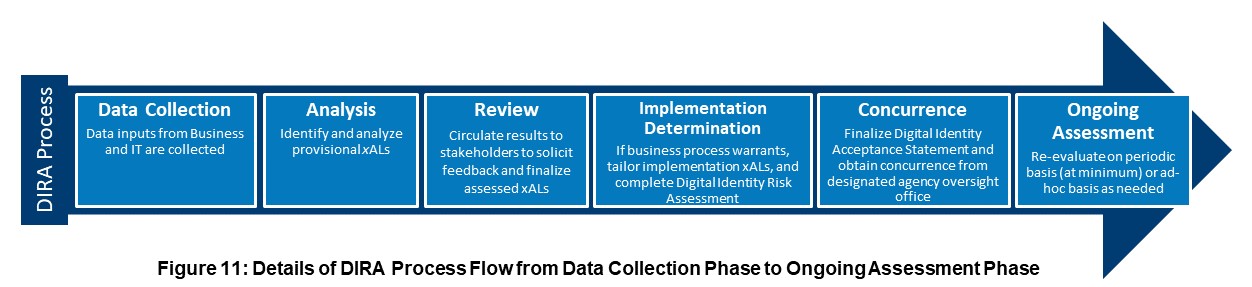 DIRA Process
Data Collection
Data inputs from Business
and IT are collected
Analysis
Identify and analyze
provisional xALs
Review
Circulate results to
stakeholders to solicit
feedback and finalize
assessed xALs
Implementation
Determination
If business process warrants,
tailor implementation xALs, and
complete Digital Identity Risk
Assessment
Concurrence
Finalize Digital Identity
Acceptance Statement and
obtain concurrence from
designated agency oversight
office
Ongoing
Assessment
Re-evaluate on periodic
basis (at minimum) or ad-
hoc basis as needed
Figure 11: Details of DIRA Process Flow from Data Collection Phase to Ongoing Assessment Phase